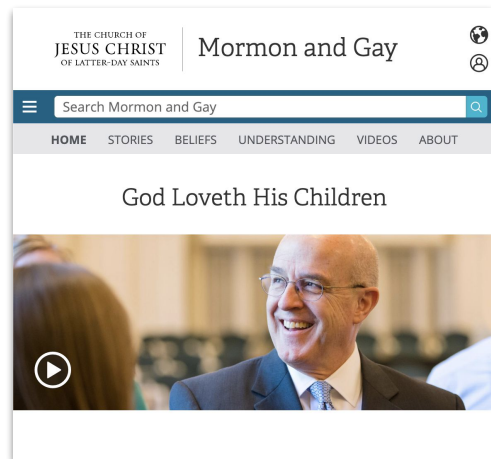 THE CHURCH OF
JESUS CHRIST
OF LATTER-DAY SAINTS
Mormon and Gay
Search Mormon and Gay
HOME STORIES BELIEFS UNDERSTANDING VIDEOS ABOUT
God Loveth His Children